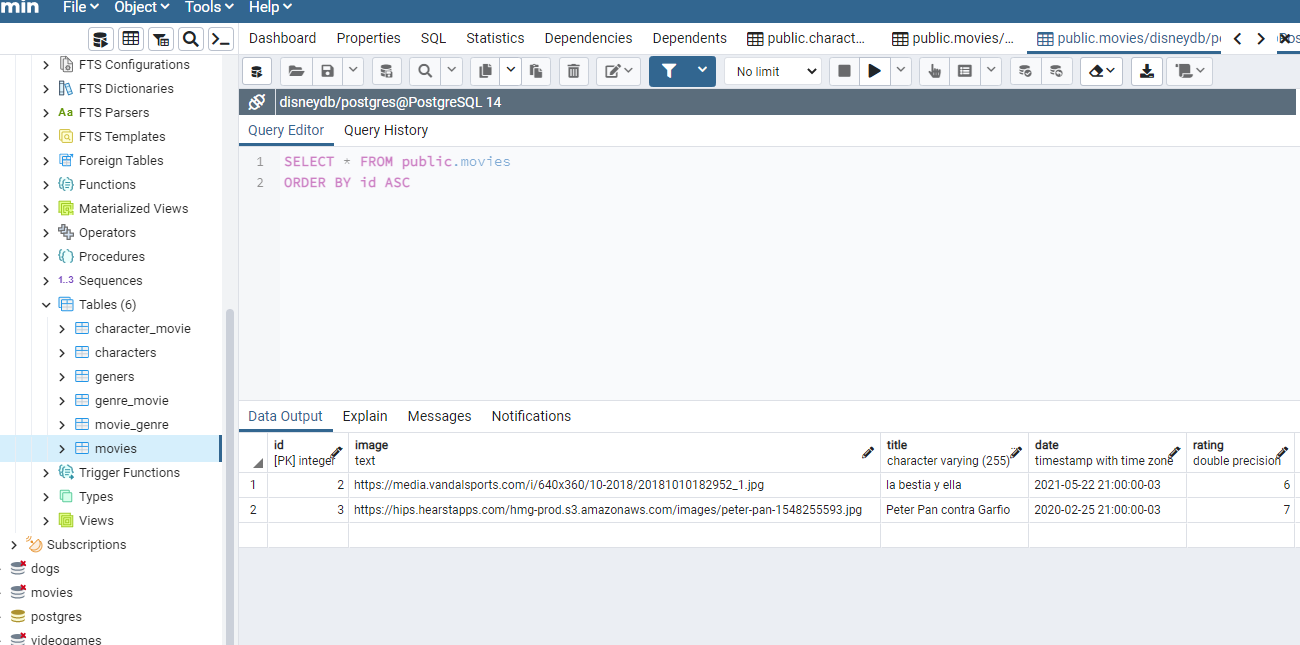 min File Object Tools Help
Dashboard Properties SQL Statistics Dependencies Dependents public.charact... public.movies/... public.movies/disneydb/po
No limit
disneydb/postgres@PostgreSQL 14
Query Editor Query History
1 SELECT * FROM public.movies
2 ORDER BY id ASC
FTS Configurations
FTS Dictionaries
Aa FTS Parsers
FTS Templates
Foreign Tables
Functions
Materialized Views
Operators
Procedures
1..3 Sequences
Tables (6)
character_movie
characters
geners
genre_movie
movie_genre
movies
Trigger Functions
Types
Views
Subscriptions
dogs
movies
postgres
videogames
Data Output Explain Messages Notifications
id image title date rating
[PK] integer text character varying (255) timestamp with time zone double precision
1 2 https://media.vandalsports.com/i/640x360/10-2018/20181010182952_1.jpg la bestia y ella 2021-05-22 21:00:00-03 6
2 3 https://hips.hearstapps.com/hmg-prod.s3.amazonaws.com/images/peter-pan-1548255593.jpg Peter Pan contra Garfio 2020-02-25 21:00:00-03 7